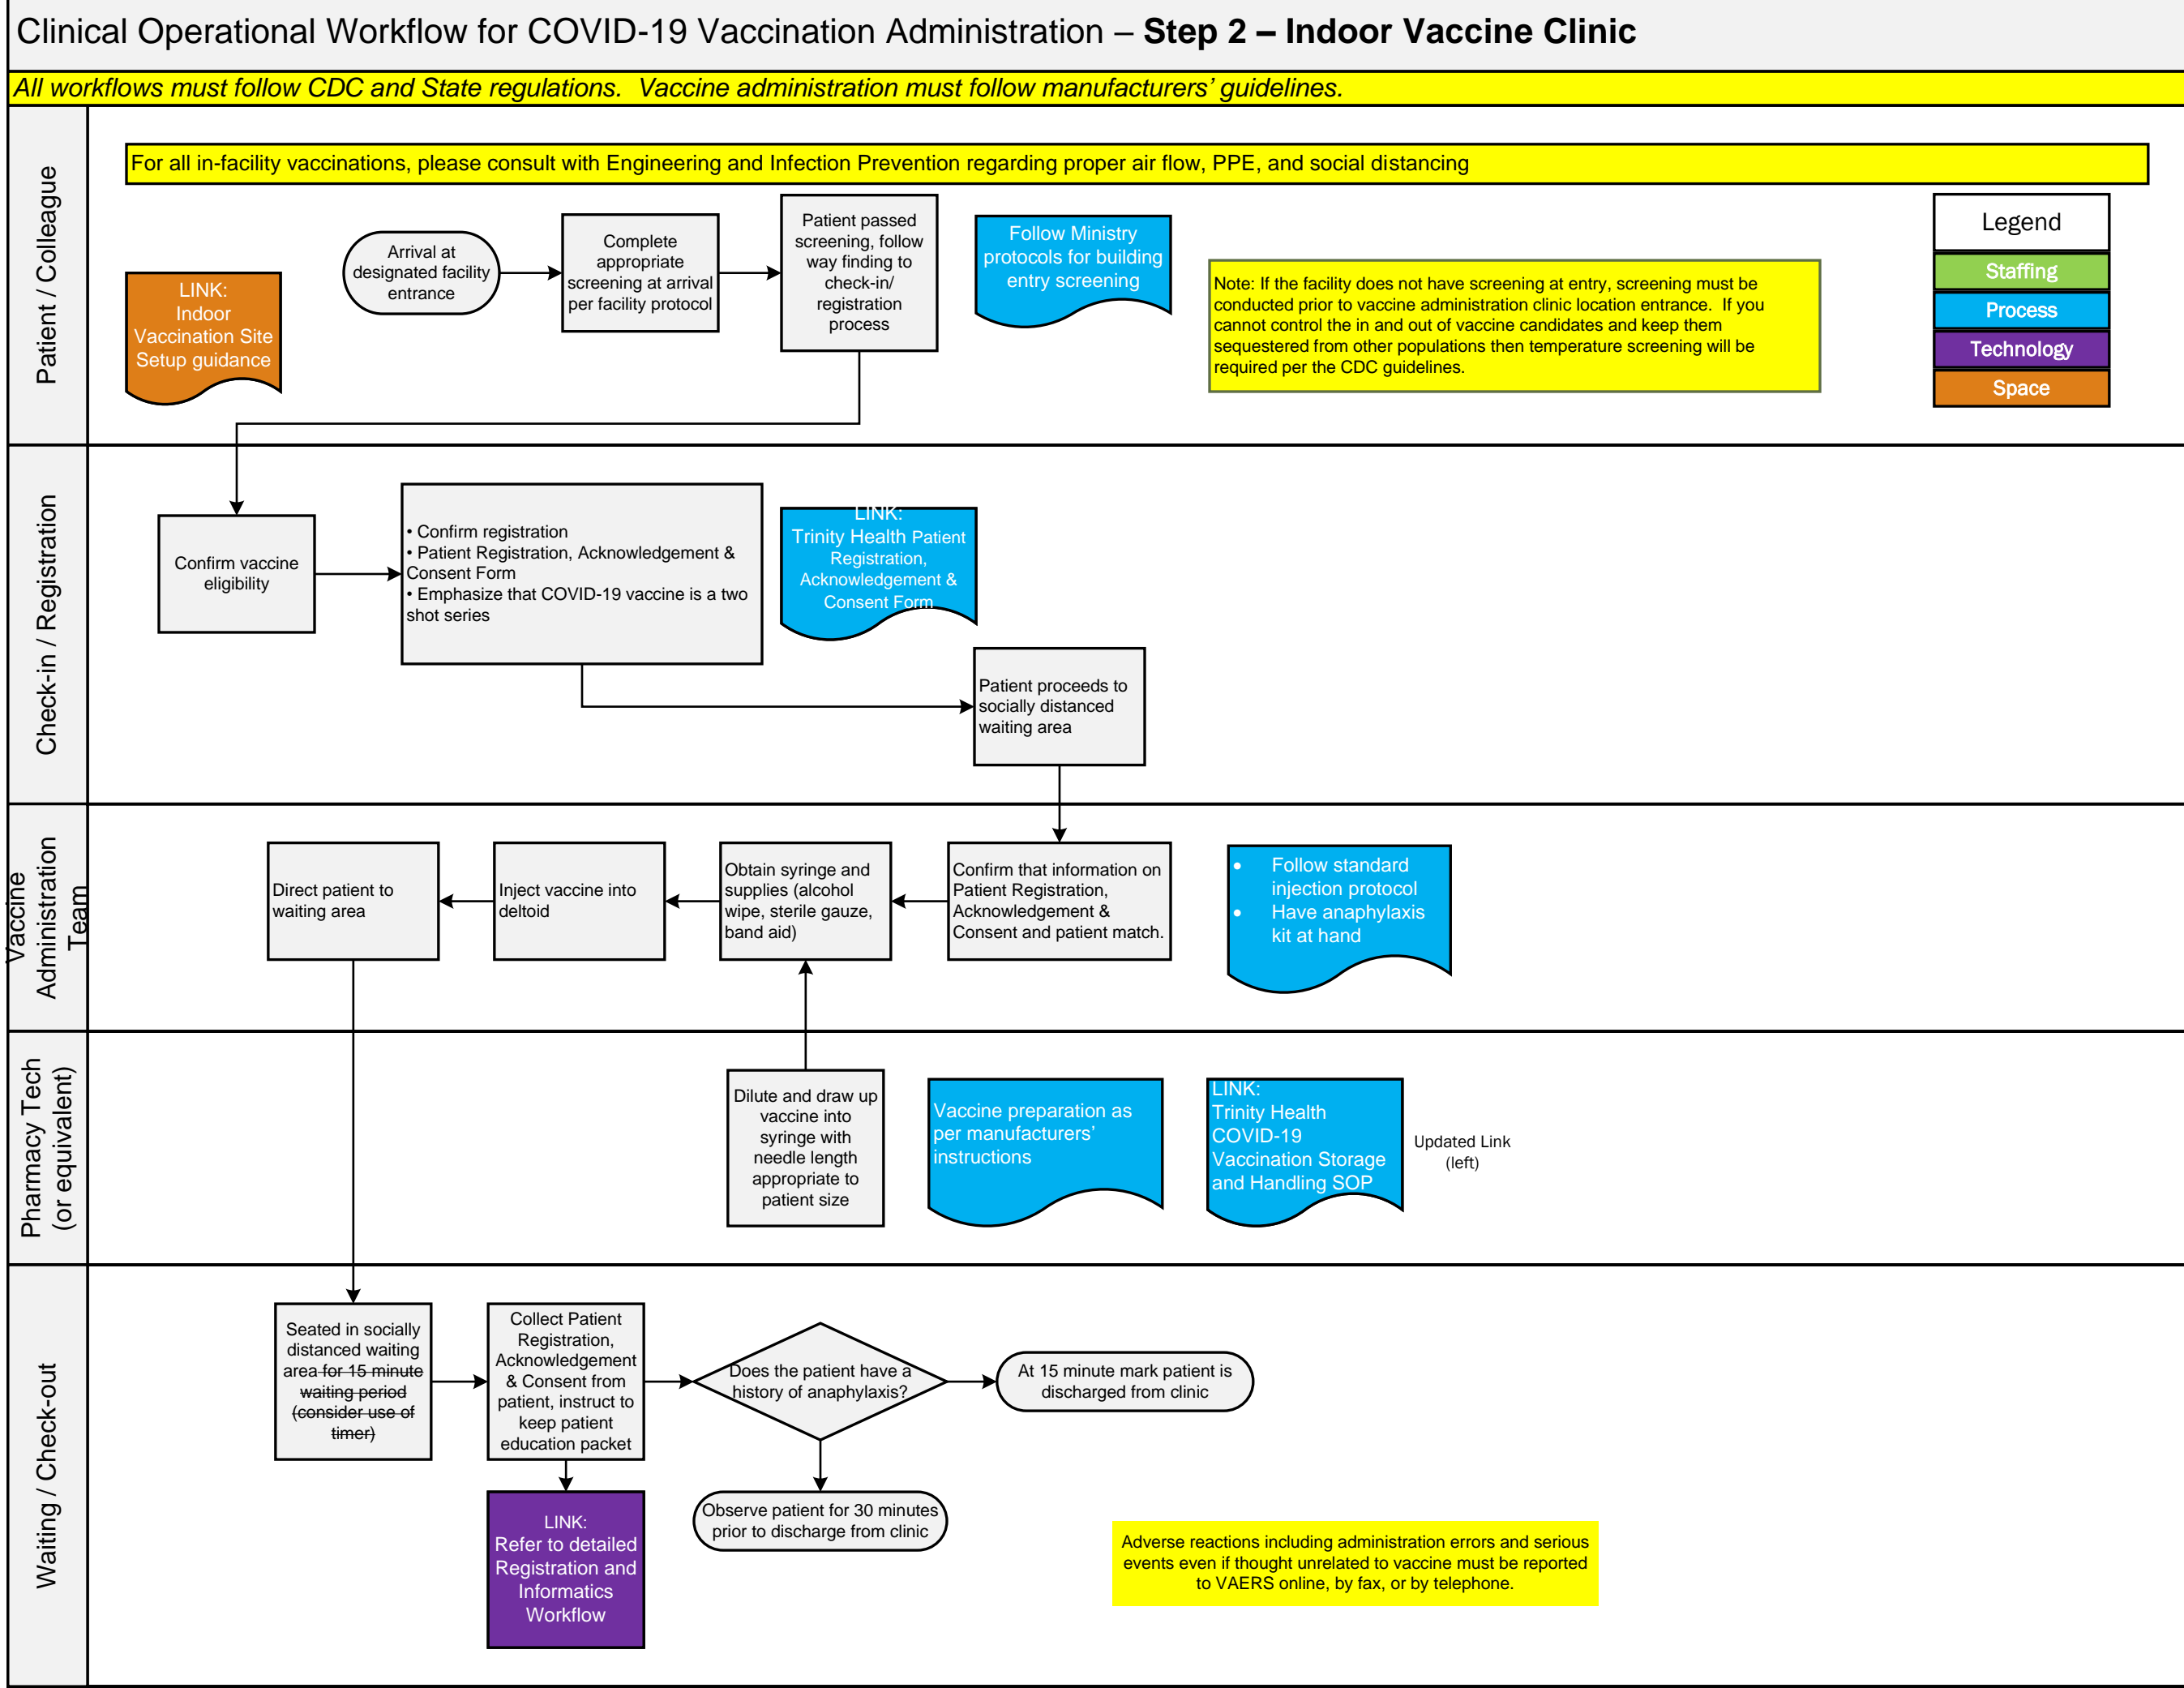 Clinical Operational Workflow for COVID-19 Vaccination Administration – Step 2 – Indoor Vaccine Clinic
All workflows must follow CDC and State regulations.  Vaccine administration must follow manufacturers' guidelines.
Patient / Colleague
For all in-facility vaccinations, please consult with Engineering and Infection Prevention regarding proper air flow, PPE, and social distancing
LINK:
Indoor
Vaccination Site
Setup guidance
Arrival at
designated facility
entrance
Complete
appropriate
screening at arrival
per facility protocol
Patient passed
screening, follow
way finding to
check-in/
registration
process
Follow Ministry
protocols for building
entry screening
Note: If the facility does not have screening at entry, screening must be
conducted prior to vaccine administration clinic location entrance.  If you
cannot control the in and out of vaccine candidates and keep them
sequestered from other populations then temperature screening will be
required per the CDC guidelines.
Legend
Staffing
Process
Technology
Space
Check-in / Registration
Confirm vaccine
eligibility
• Confirm registration
• Patient Registration, Acknowledgement &
Consent Form
• Emphasize that COVID-19 vaccine is a two
shot series
LINK:
Trinity Health Patient
Registration,
Acknowledgement &
Consent Form
Patient proceeds to
socially distanced
waiting area
Vaccine
Administration
Team
Direct patient to
waiting area
Inject vaccine into
deltoid
Obtain syringe and
supplies (alcohol
wipe, sterile gauze,
band aid)
Confirm that information on
Patient Registration,
Acknowledgement &
Consent and patient match.
• Follow standard
injection protocol
• Have anaphylaxis
kit at hand
Pharmacy Tech
(or equivalent)
Dilute and draw up
vaccine into
syringe with
needle length
appropriate to
patient size
Vaccine preparation as
per manufacturers'
instructions
LINK:
Trinity Health
COVID-19
Vaccination Storage
and Handling SOP
Updated Link
(left)
Waiting / Check-out
Seated in socially
distanced waiting
area for 15 minute
waiting period
(consider use of
timer)
Collect Patient
Registration,
Acknowledgement
& Consent from
patient, instruct to
keep patient
education packet
Does the patient have a
history of anaphylaxis?
At 15 minute mark patient is
discharged from clinic
LINK:
Refer to detailed
Registration and
Informatics
Workflow
Observe patient for 30 minutes
prior to discharge from clinic
Adverse reactions including administration errors and serious
events even if thought unrelated to vaccine must be reported
to VAERS online, by fax, or by telephone.